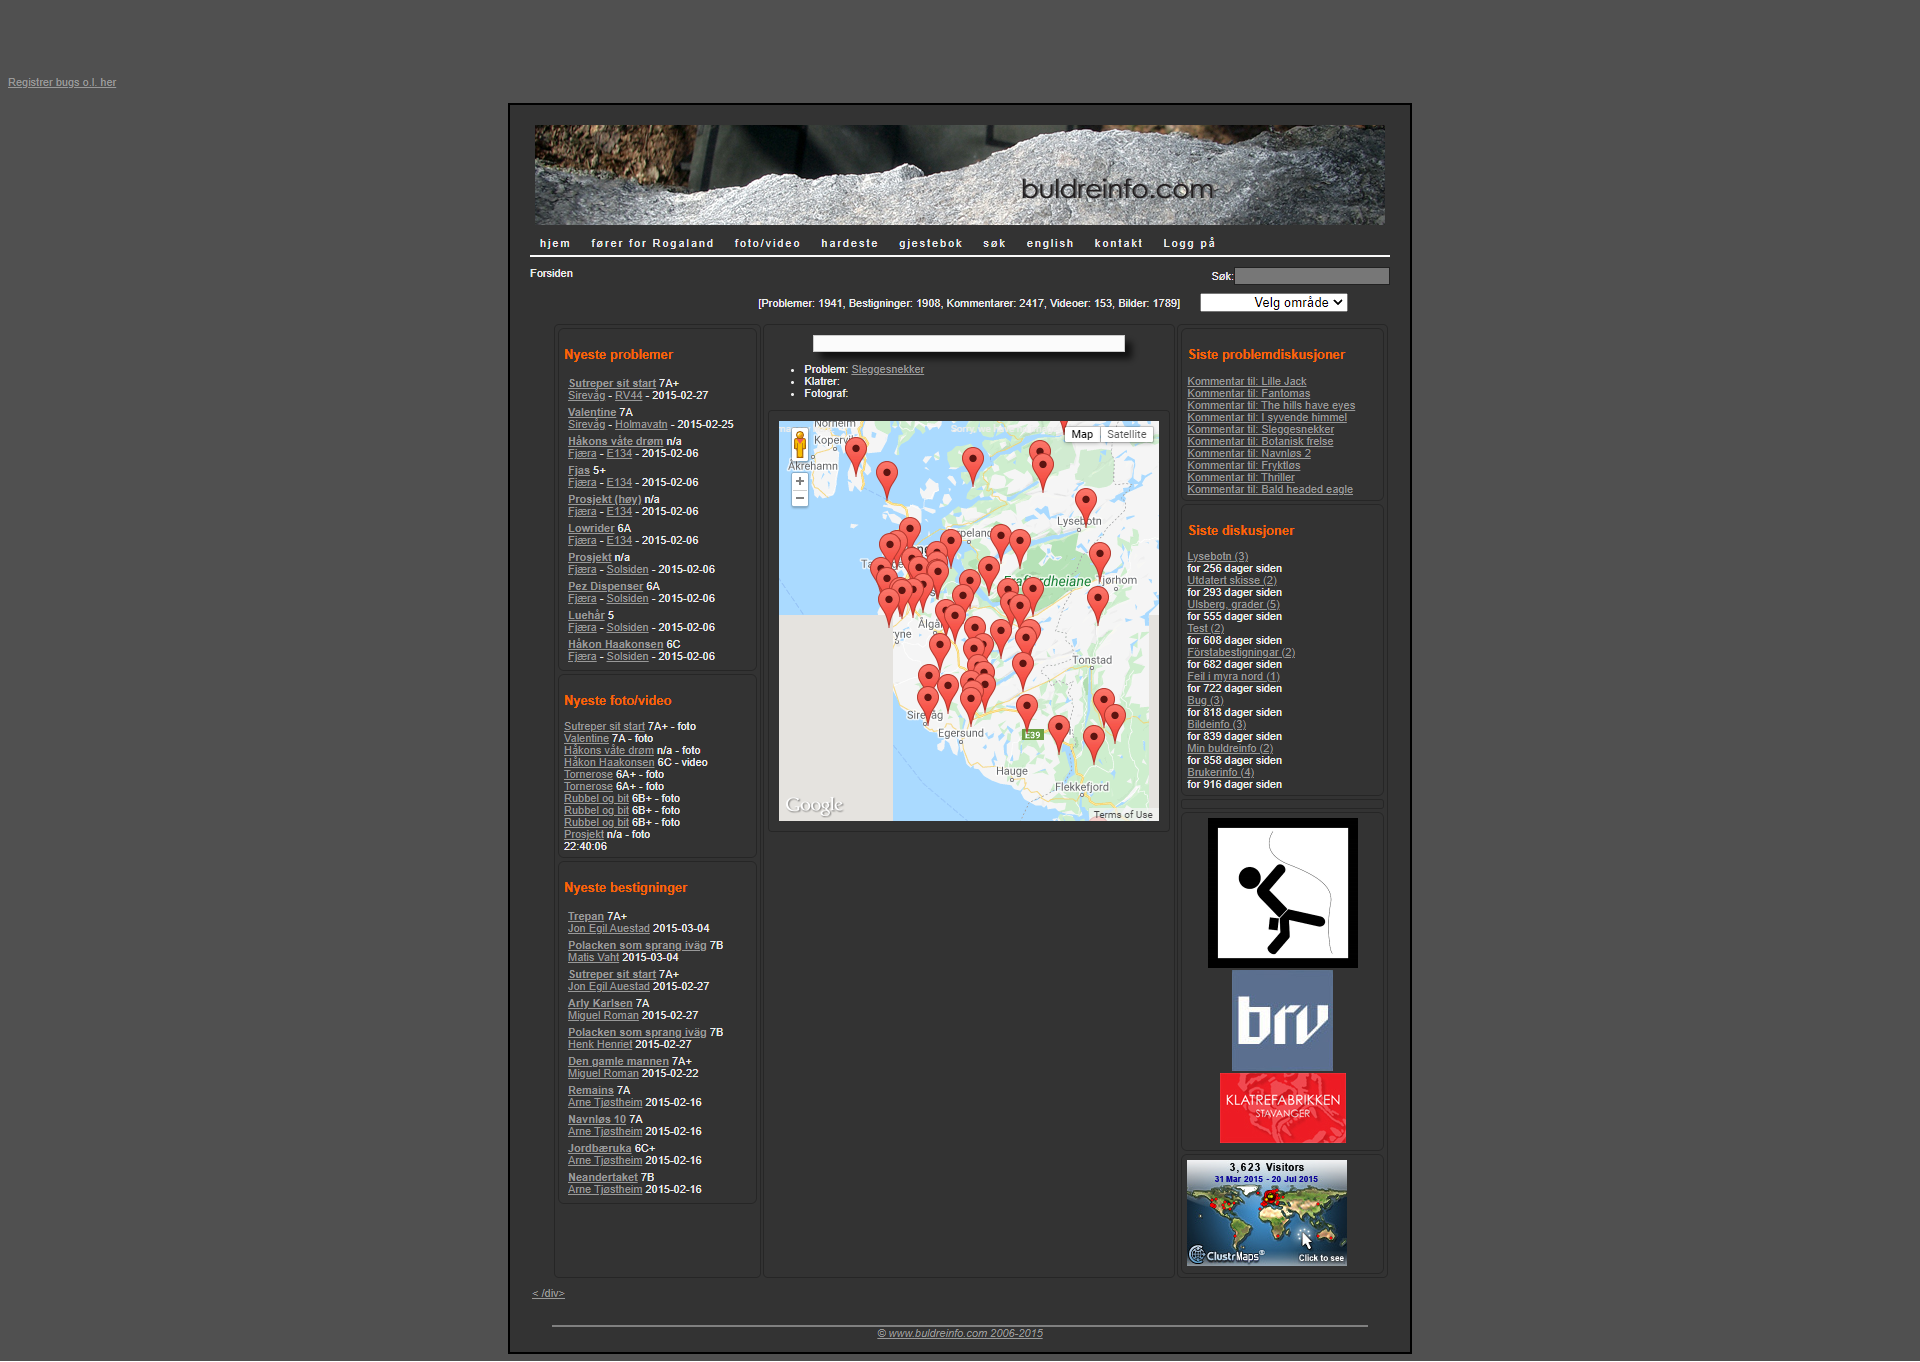 Registrer bugs o.l. her
buldreinfo.com
hjem fører for Rogaland foto/video hardeste gjestebok søk english kontakt Logg på
Forsiden
Søk:
[Problemer: 1941, Bestigninger: 1908, Kommentarer: 2417, Videoer: 153, Bilder: 1789]
Velg område
Nyeste problemer
Sutreper sit start 7A+
Sirevåg - RV44 - 2015-02-27
Valentine 7A
Sirevåg - Holmavatn - 2015-02-25
Håkons våte drøm n/a
Fjæra - E134 - 2015-02-06
Fjas 5+
Fjæra - E134 - 2015-02-06
Prosjekt (høy) n/a
Fjæra - E134 - 2015-02-06
Lowrider 6A
Fjæra - E134 - 2015-02-06
Prosjekt n/a
Fjæra - Solsiden - 2015-02-06
Pez Dispenser 6A
Fjæra - Solsiden - 2015-02-06
Luehår 5
Fjæra - Solsiden - 2015-02-06
Håkon Haakonsen 6C
Fjæra - Solsiden - 2015-02-06
Nyeste foto/video
Sutreper sit start 7A+ - foto
Valentine 7A - foto
Håkons våte drøm n/a - foto
Håkon Haakonsen 6C - video
Tornerose 6A+ - foto
Tornerose 6A+ - foto
Rubbel og bit 6B+ - foto
Rubbel og bit 6B+ - foto
Rubbel og bit 6B+ - foto
Prosjekt n/a - foto
22:40:06
Nyeste bestigninger
Trepan 7A+
Jon Egil Auestad 2015-03-04
Polacken som sprang iväg 7B
Matis Vaht 2015-03-04
Sutreper sit start 7A+
Jon Egil Auestad 2015-02-27
Arly Karlsen 7A
Miguel Roman 2015-02-27
Polacken som sprang iväg 7B
Henk Henriet 2015-02-27
Den gamle mannen 7A+
Miguel Roman 2015-02-22
Remains 7A
Arne Tjøstheim 2015-02-16
Navnløs 10 7A
Arne Tjøstheim 2015-02-16
Jordbæruka 6C+
Arne Tjøstheim 2015-02-16
Neandertaket 7B
Arne Tjøstheim 2015-02-16
Problem: Sleggesnekker
Klatrer:
Fotograf:
Map Satellite
Åkrehamn
Lysebotn
Tonstad
Egersund
E39
Hauge
Flekkefjord
Google
Terms of Use
Siste problemdiskusjoner
Kommentar til: Lille Jack
Kommentar til: Fantomas
Kommentar til: The hills have eyes
Kommentar til: I syvende himmel
Kommentar til: Sleggesnekker
Kommentar til: Botanisk frelse
Kommentar til: Navnløs 2
Kommentar til: Fryktløs
Kommentar til: Thriller
Kommentar til: Bald headed eagle
Siste diskusjoner
Lysebotn (3)
for 256 dager siden
Utdatert skisse (2)
for 293 dager siden
Ulsberg, grader (5)
for 555 dager siden
Test (2)
for 608 dager siden
Förstabestigningar (2)
for 682 dager siden
Feil i myra nord (1)
for 722 dager siden
Bug (3)
for 818 dager siden
Bildeinfo (3)
for 839 dager siden
Min buldreinfo (2)
for 858 dager siden
Brukerinfo (4)
for 916 dager siden
brv
KLATREFABRIKKEN
STAVANGER
3,623 Visitors
31 Mar 2015 - 20 Jul 2015
ClustrMaps®
Click to see
< /div>
© www.buldreinfo.com 2006-2015